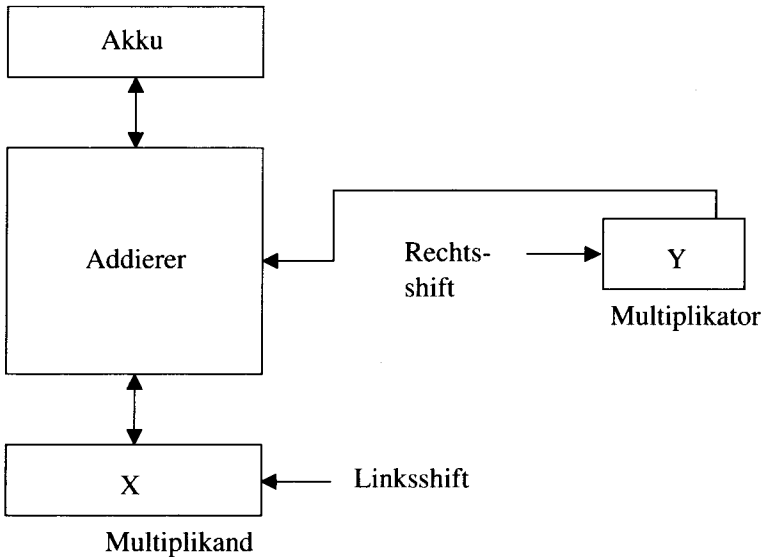 Akku
Addierer
Rechts-
shift
Y
Multiplikator
X
Linksshift
Multiplikand